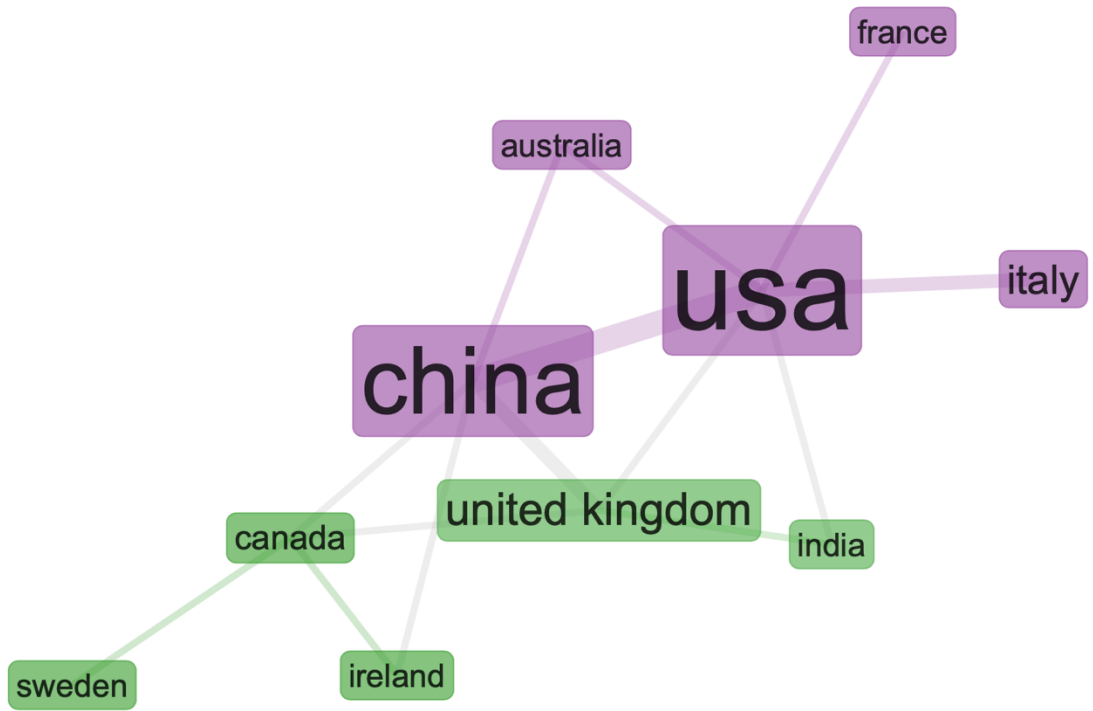 france
australia
usa
italy
china
united kingdom
canada
india
ireland
sweden